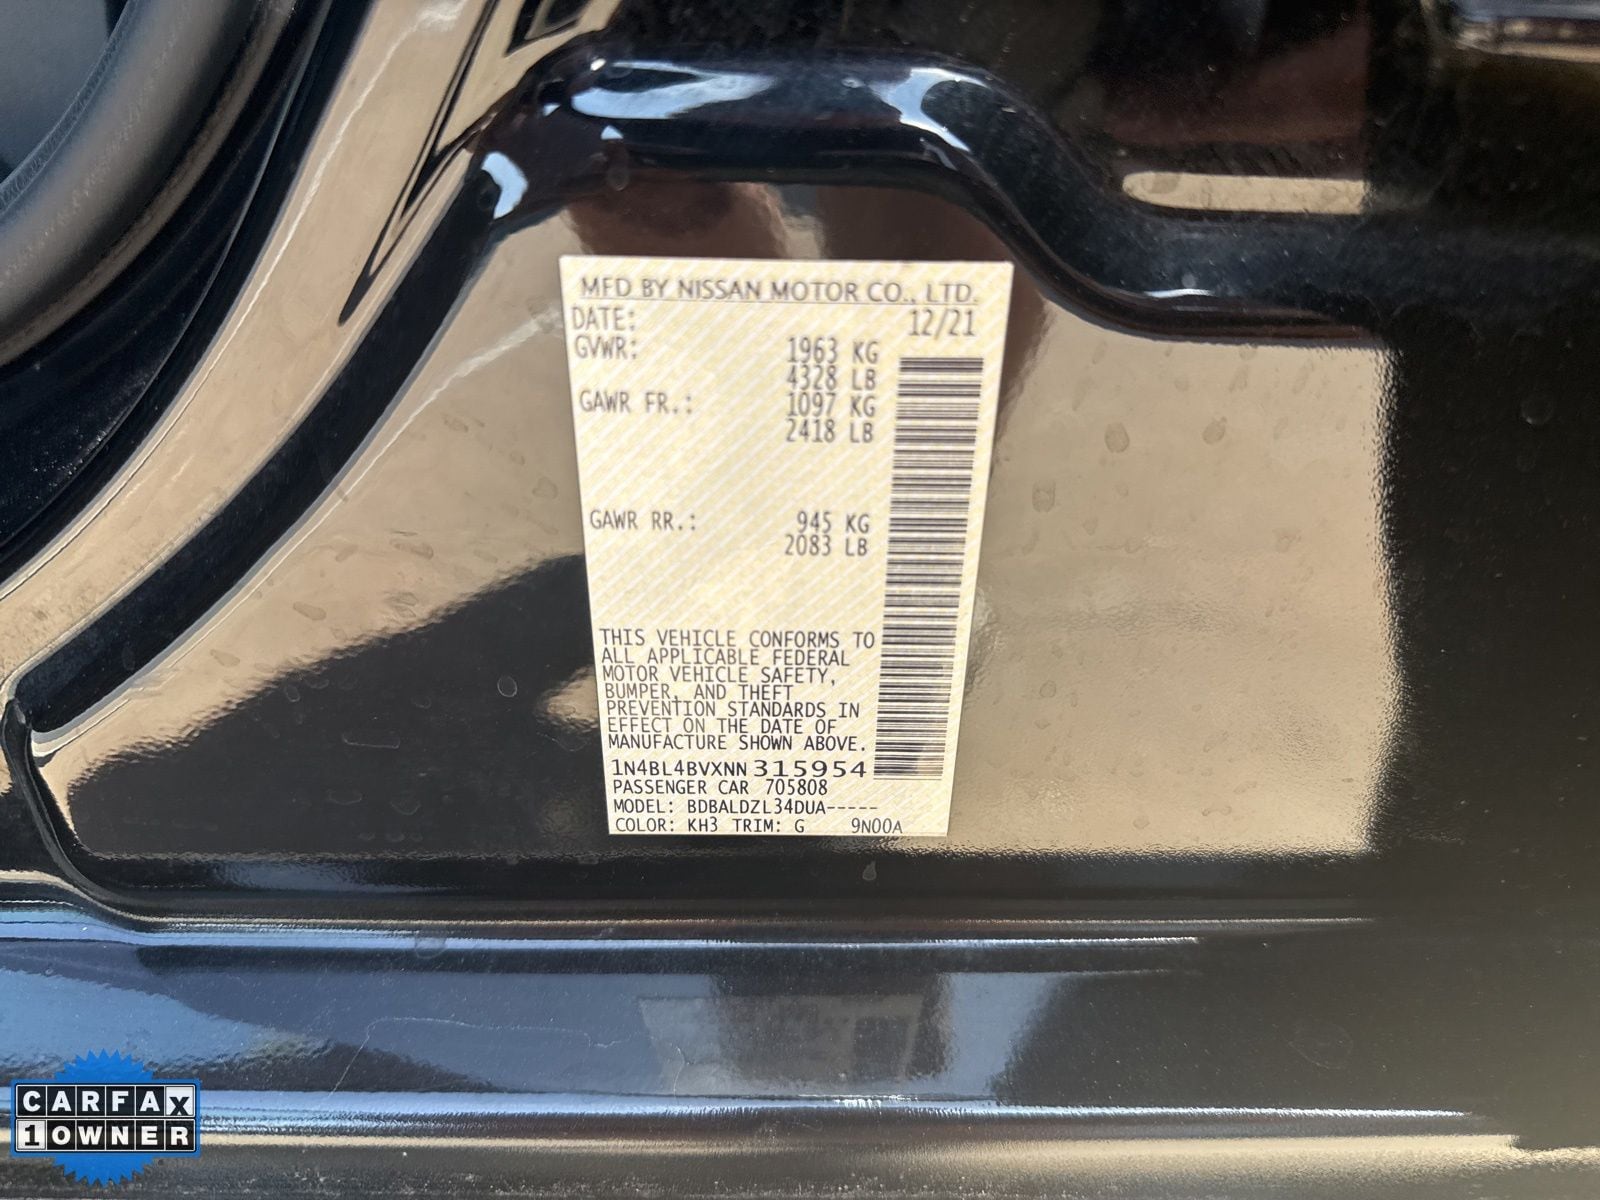 MFD BY NISSAN MOTOR CO., LTD.
DATE: 12/21
GVWR: 1963 KG
4328 LB
GAWR FR.: 1097 KG
2418 LB
GAWR RR.: 945 KG
2083 LB
THIS VEHICLE CONFORMS TO
ALL APPLICABLE FEDERAL
MOTOR VEHICLE SAFETY,
BUMPER, AND THEFT
PREVENTION STANDARDS IN
EFFECT ON THE DATE OF
MANUFACTURE SHOWN ABOVE.
1N4BL4BVXNN315954
PASSENGER CAR 705808
MODEL: BDBALDZL34DUA-----
COLOR: KH3 TRIM: G 9N00A
CARFAX
1OWNER